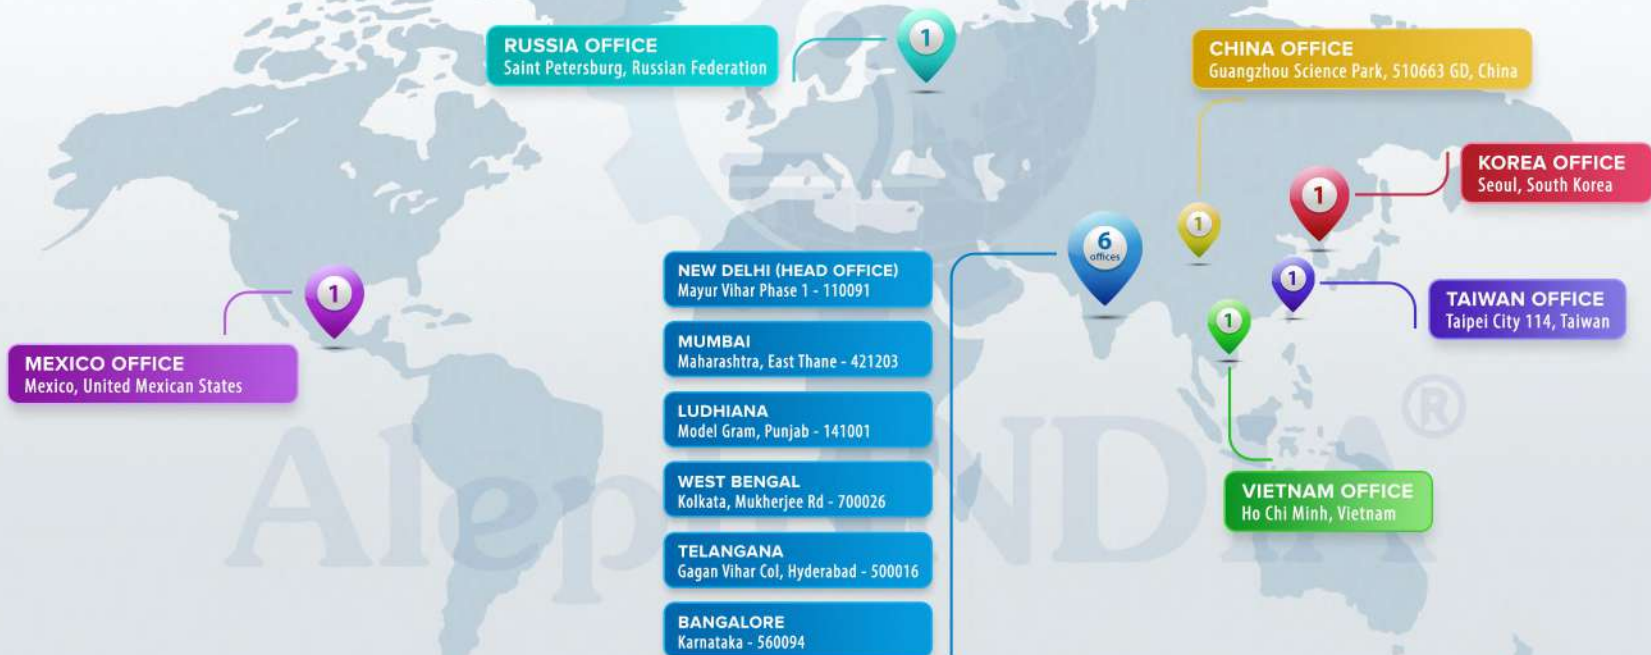 RUSSIA OFFICE
Saint Petersburg, Russian Federation
1
CHINA OFFICE
Guangzhou Science Park, 510663 GD, China
KOREA OFFICE
Seoul, South Korea
1
1
6
offices
NEW DELHI (HEAD OFFICE)
Mayur Vihar Phase 1 - 110091
1
1
TAIWAN OFFICE
Taipei City 114, Taiwan
1
MUMBAI
Maharashtra, East Thane - 421203
MEXICO OFFICE
Mexico, United Mexican States
LUDHIANA
Model Gram, Punjab - 141001
WEST BENGAL
Kolkata, Mukherjee Rd - 700026
VIETNAM OFFICE
Ho Chi Minh, Vietnam
TELANGANA
Gagan Vihar Col, Hyderabad - 500016
BANGALORE
Karnataka - 560094
®